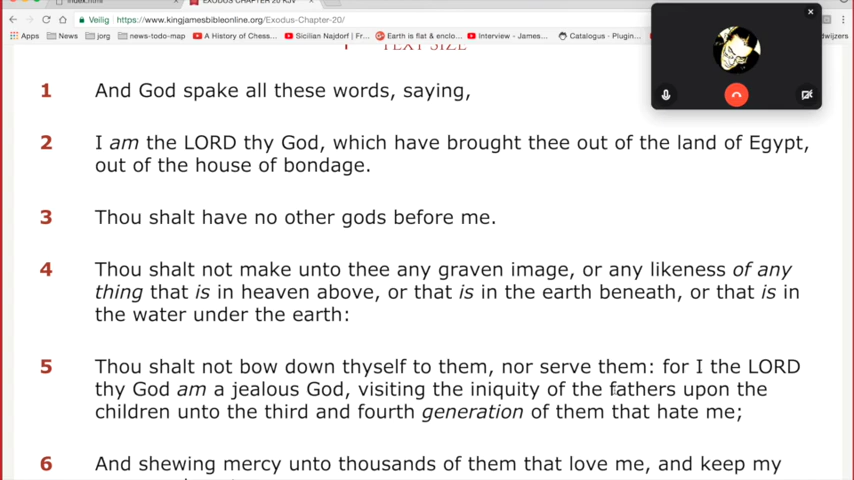 index.html
EXODUS CHAPTER 20 KJV
Veilig
https://www.kingjamesbibleonline.org/Exodus-Chapter-20/
Apps News jorg news-todo-map A History of Chess... Sicilian Najdorf | Fr... Earth is flat & enclo... Interview - James... Catalogus - Plugin... dwijzers
TEXT SIZE
1 And God spake all these words, saying,
2 I am the LORD thy God, which have brought thee out of the land of Egypt,
out of the house of bondage.
3 Thou shalt have no other gods before me.
4 Thou shalt not make unto thee any graven image, or any likeness of any
thing that is in heaven above, or that is in the earth beneath, or that is in
the water under the earth:
5 Thou shalt not bow down thyself to them, nor serve them: for I the LORD
thy God am a jealous God, visiting the iniquity of the fathers upon the
children unto the third and fourth generation of them that hate me;
6 And shewing mercy unto thousands of them that love me, and keep my